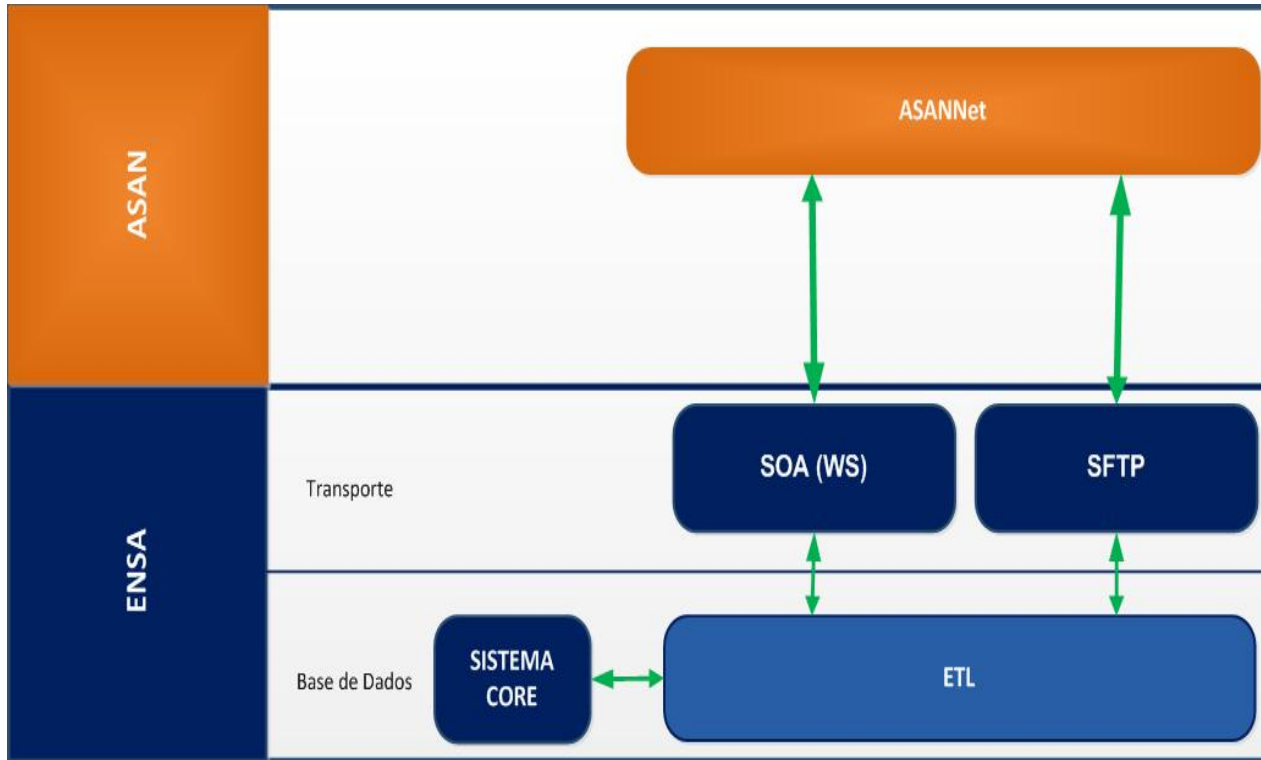 ASAN
ASANNet
ENSA
Transporte
SOA (WS)
SFTP
Base de Dados
SISTEMA
CORE
ETL